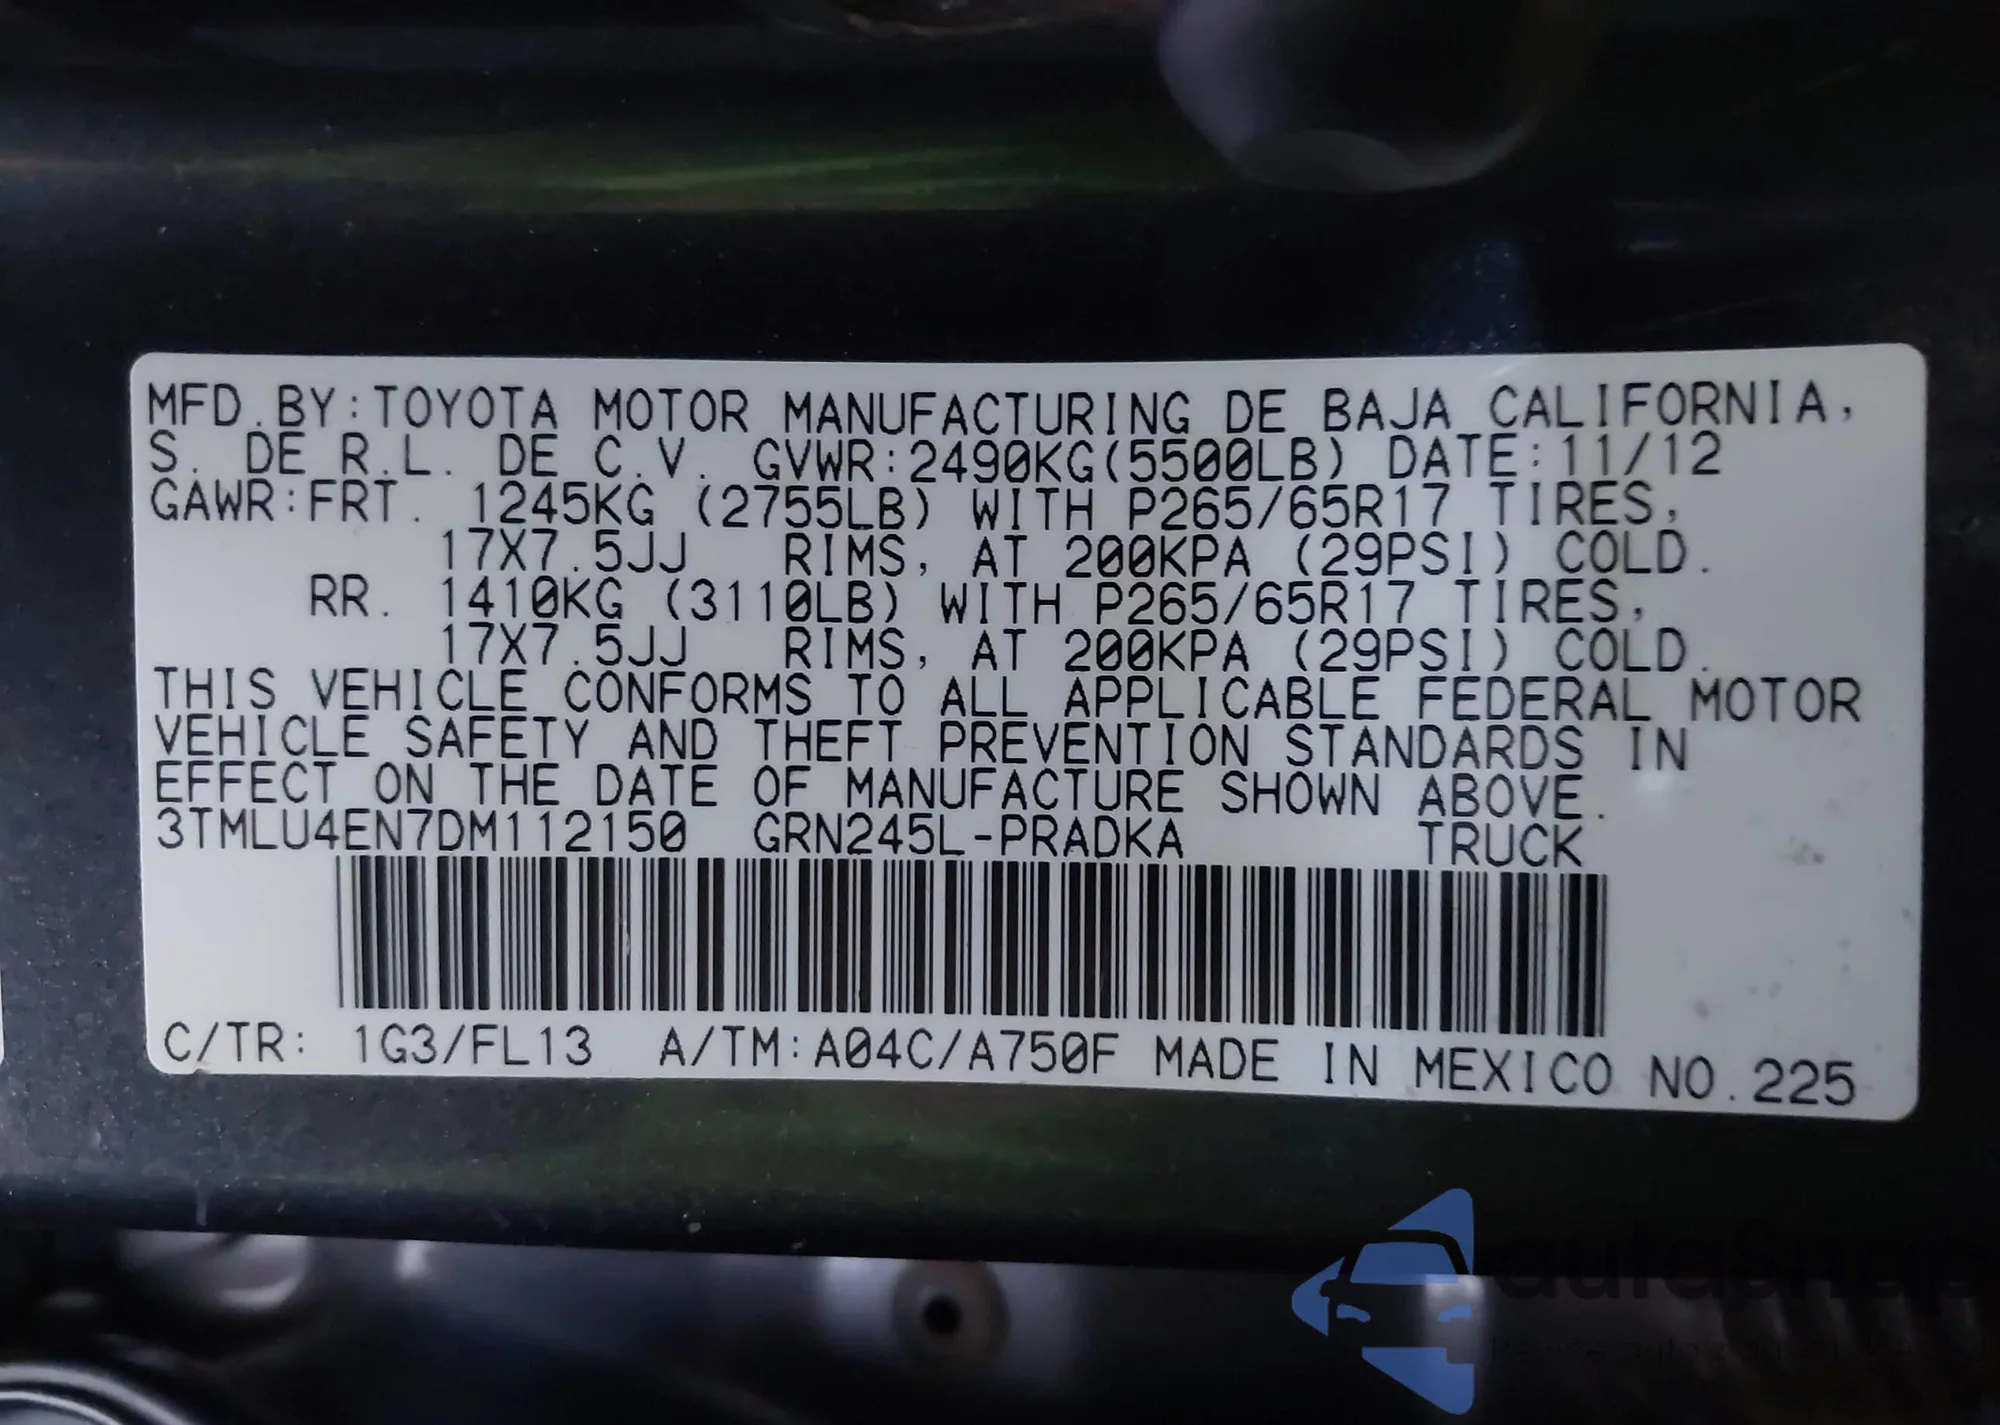 MFD.BY:TOYOTA MOTOR MANUFACTURING DE BAJA CALIFORNIA,
S. DE R.L. DE C.V. GVWR:2490KG(5500LB) DATE:11/12
GAWR:FRT. 1245KG (2755LB) WITH P265/65R17 TIRES,
17X7.5JJ RIMS, AT 200KPA (29PSI) COLD.
RR. 1410KG (3110LB) WITH P265/65R17 TIRES,
17X7.5JJ RIMS, AT 200KPA (29PSI) COLD.
THIS VEHICLE CONFORMS TO ALL APPLICABLE FEDERAL MOTOR
VEHICLE SAFETY AND THEFT PREVENTION STANDARDS IN
EFFECT ON THE DATE OF MANUFACTURE SHOWN ABOVE.
3TMLU4EN7DM112150 GRN245L-PRADKA TRUCK
C/TR: 1G3/FL13 A/TM:A04C/A750F MADE IN MEXICO NO.225